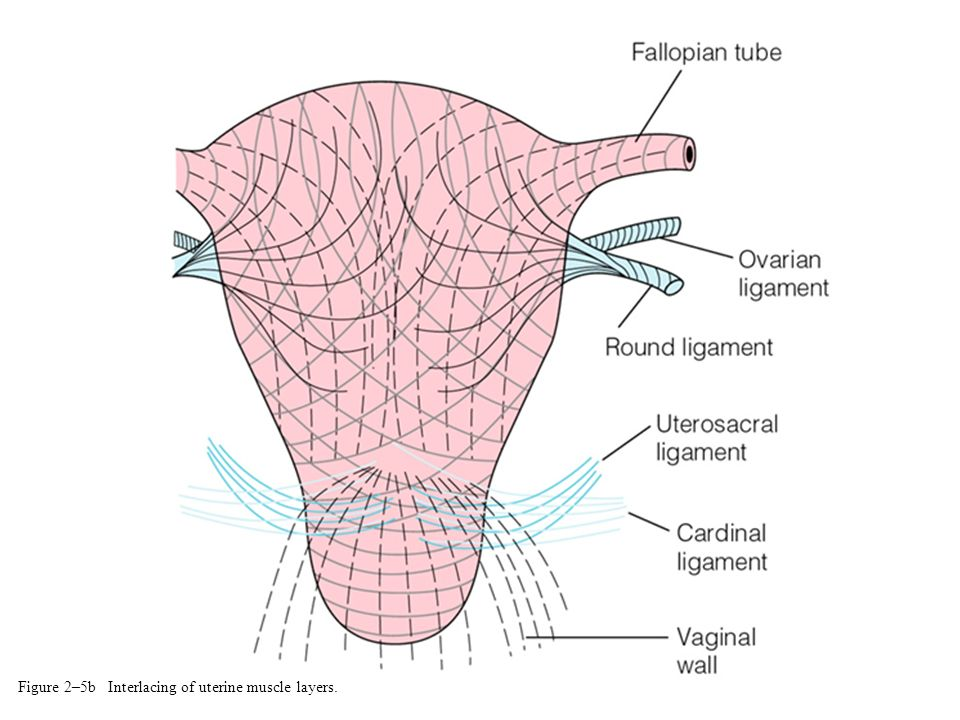 Fallopian tube
Ovarian
ligament
Round ligament
Uterosacral
ligament
Cardinal
ligament
Vaginal
wall
Figure 2–5b Interlacing of uterine muscle layers.